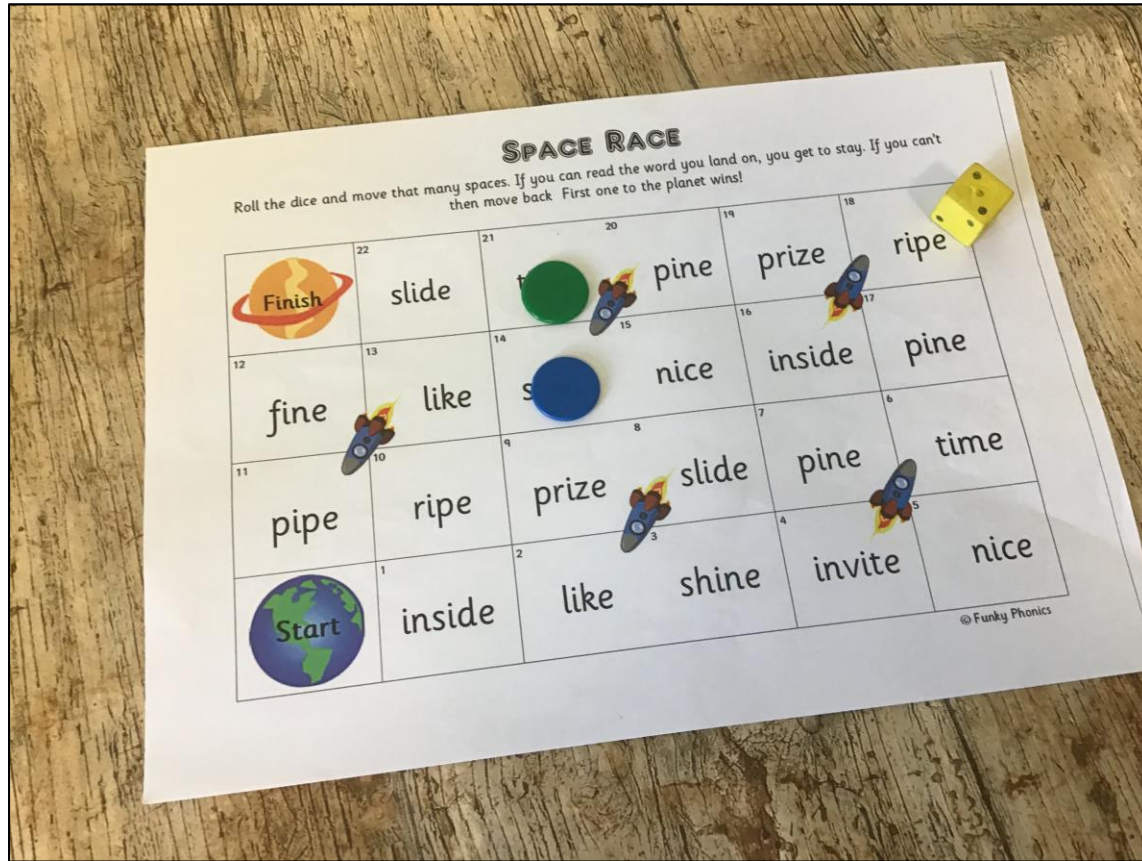 SPACE RACE
Roll the dice and move that many spaces. If you can read the word you land on, you get to stay. If you can't
then move back First one to the planet wins!
Finish
22 slide
21
20 pine
19 prize
18 ripe
12 fine
13 like
14
15 nice
16 inside
17 pine
11 pipe
10 ripe
9 prize
8 slide
7 pine
6 time
Start
1 inside
2 like
3 shine
4 invite
5 nice
© Funky Phonics